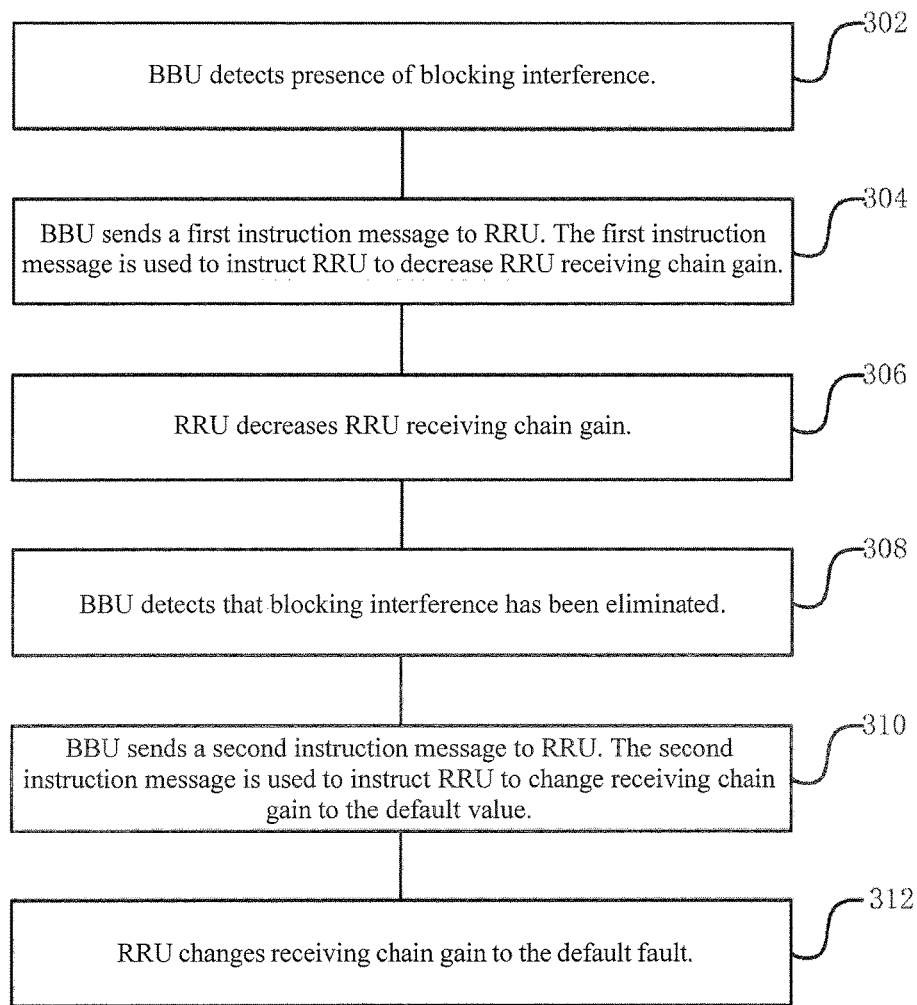 302
BBU detects presence of blocking interference.
304
BBU sends a first instruction message to RRU. The first instruction
message is used to instruct RRU to decrease RRU receiving chain gain.
306
RRU decreases RRU receiving chain gain.
308
BBU detects that blocking interference has been eliminated.
310
BBU sends a second instruction message to RRU. The second
instruction message is used to instruct RRU to change receiving chain
gain to the default value.
312
RRU changes receiving chain gain to the default fault.